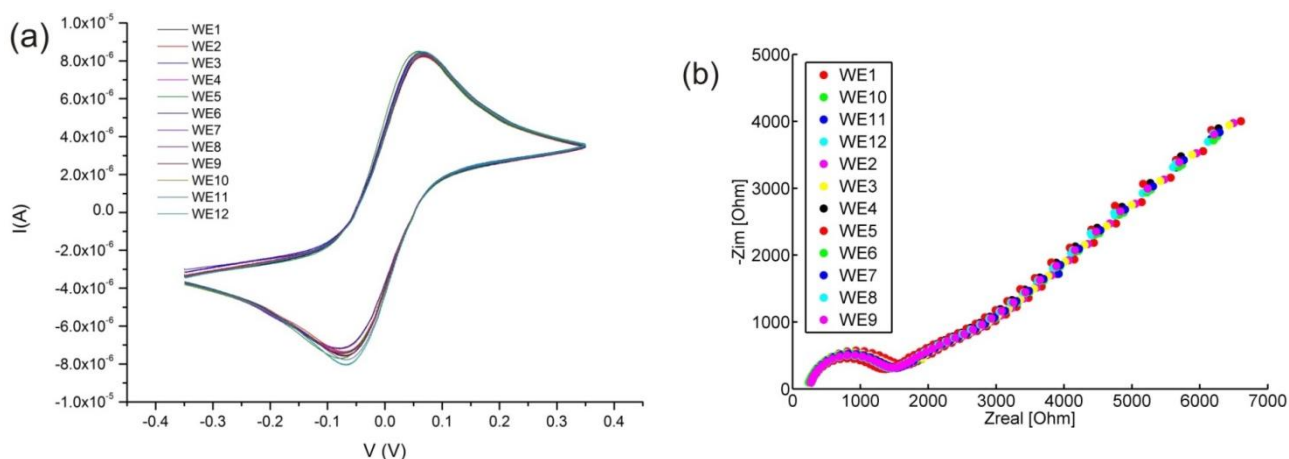 (a)
1.0x10⁻⁵
8.0x10⁻⁶
6.0x10⁻⁶
4.0x10⁻⁶
2.0x10⁻⁶
0.0
-2.0x10⁻⁶
-4.0x10⁻⁶
-6.0x10⁻⁶
-8.0x10⁻⁶
-1.0x10⁻⁵
I(A)
WE1
WE2
WE3
WE4
WE5
WE6
WE7
WE8
WE9
WE10
WE11
WE12
-0.4 -0.3 -0.2 -0.1 0.0 0.1 0.2 0.3 0.4
V (V)
(b)
5000
4000
3000
2000
1000
0
-Zim [Ohm]
WE1
WE10
WE11
WE12
WE2
WE3
WE4
WE5
WE6
WE7
WE8
WE9
0 1000 2000 3000 4000 5000 6000 7000
Zreal [Ohm]